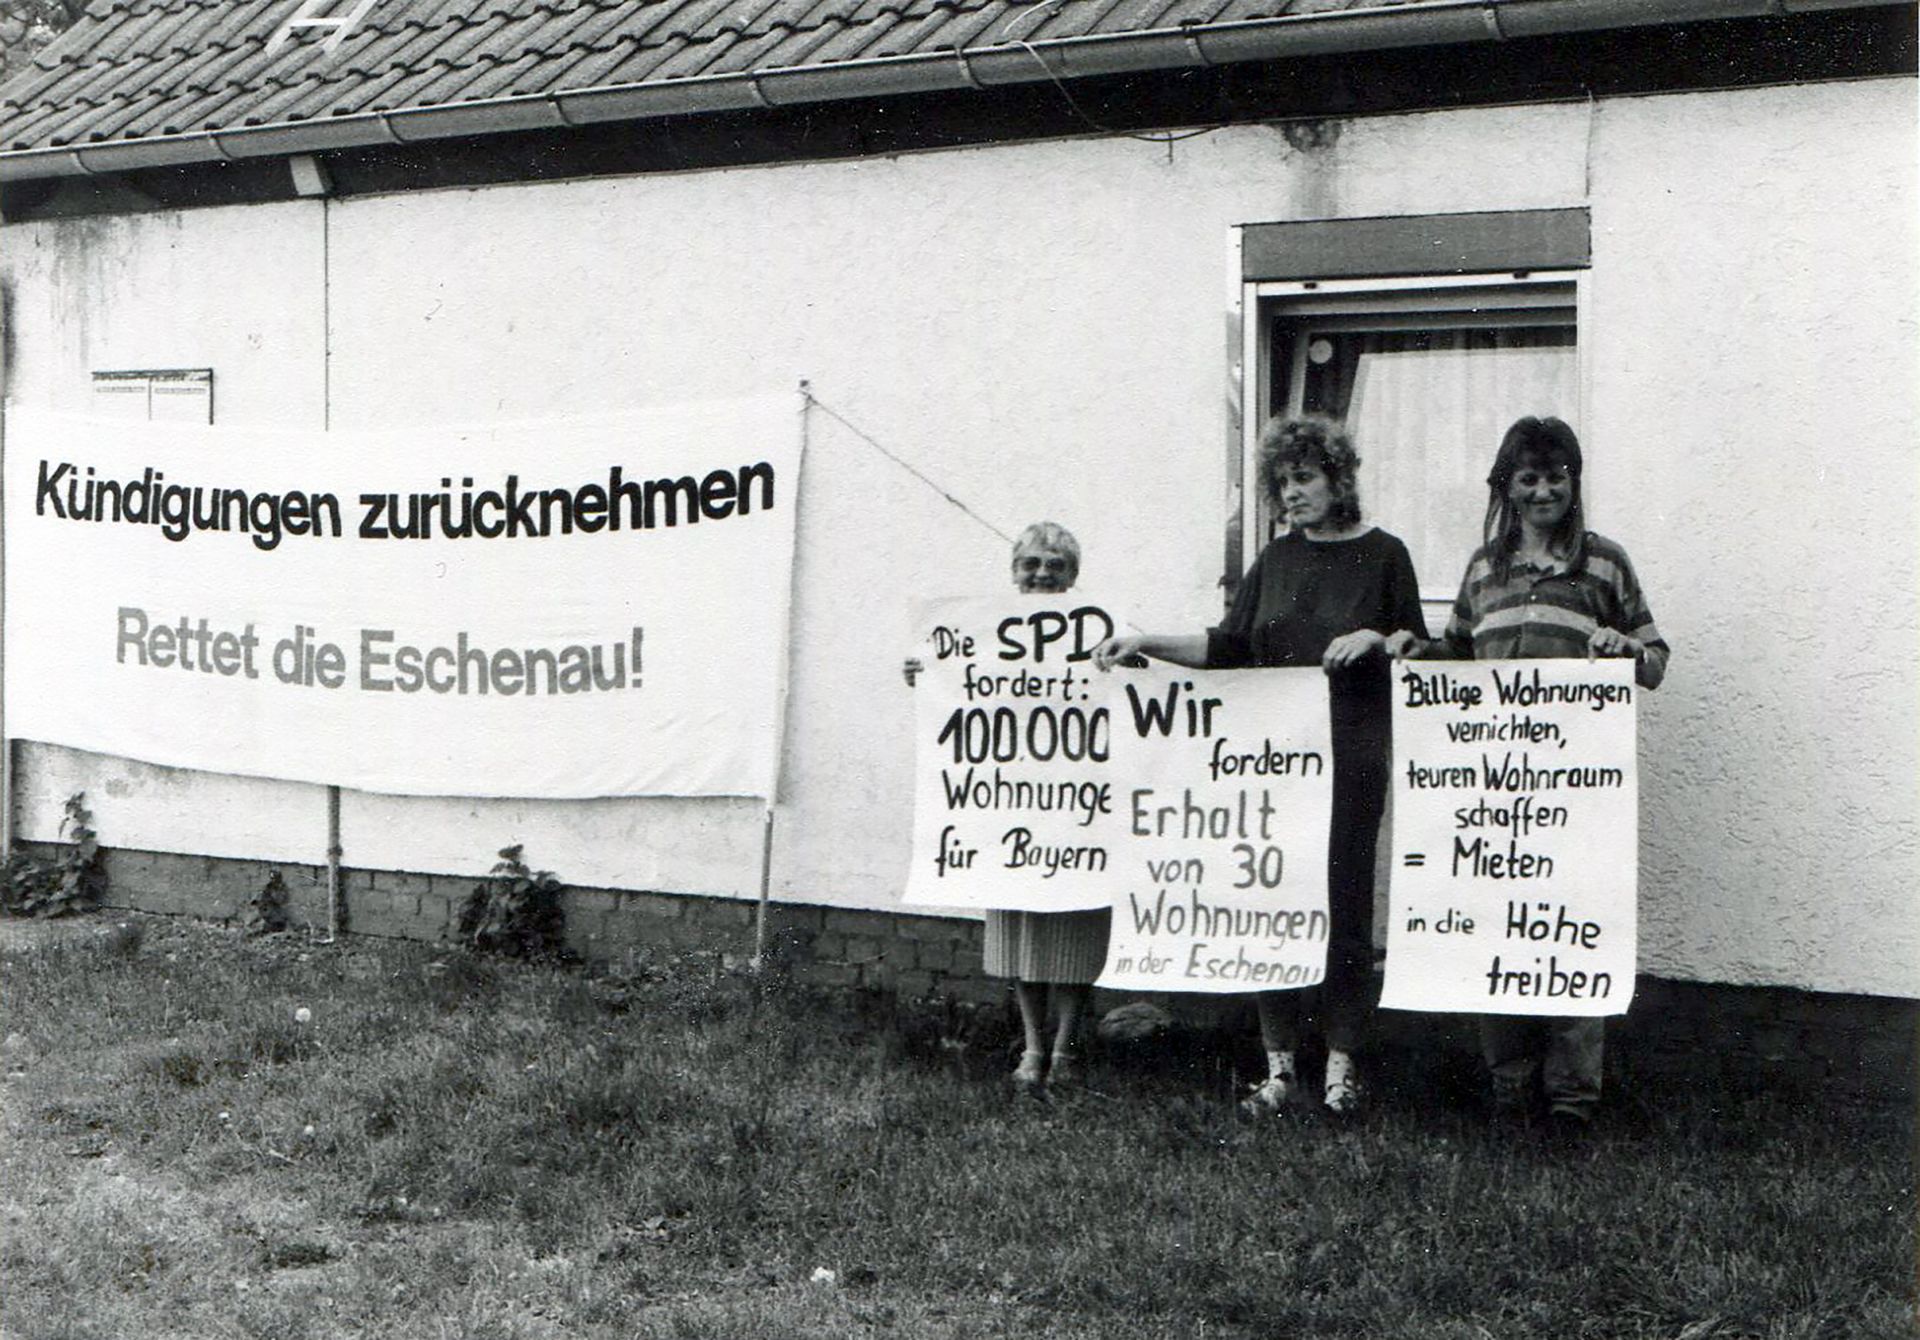 Kündigungen zurücknehmen
Rettet die Eschenau!
Die SPD
fordert:
100.000
Wohnunge
für Bayern
Wir
fordern
Erhalt
von 30
Wohnungen
in der Eschenau
Billige Wohnungen
vernichten,
teuren Wohnraum
schaffen
= Mieten
in die Höhe
treiben